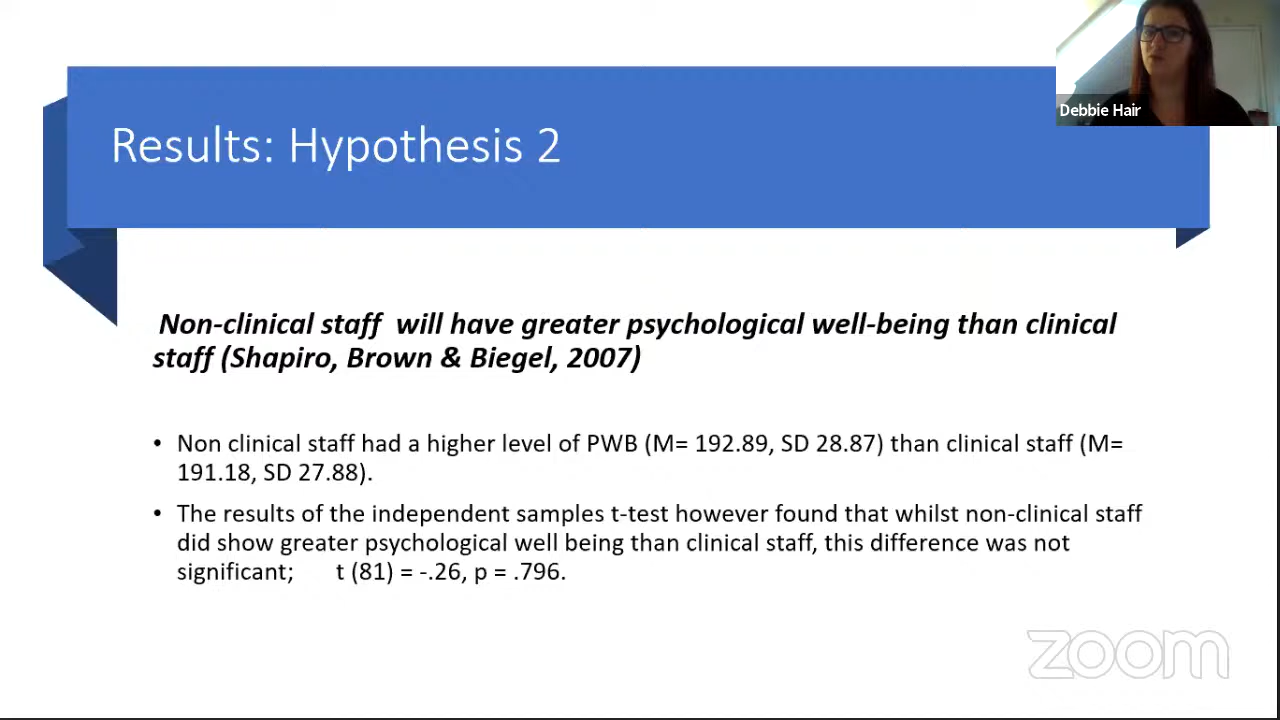 Debbie Hair
Results: Hypothesis 2
Non-clinical staff  will have greater psychological well-being than clinical
staff (Shapiro, Brown & Biegel, 2007)
• Non clinical staff had a higher level of PWB (M= 192.89, SD 28.87) than clinical staff (M=
191.18, SD 27.88).
• The results of the independent samples t-test however found that whilst non-clinical staff
did show greater psychological well being than clinical staff, this difference was not
significant;      t (81) = -.26, p = .796.
zoom